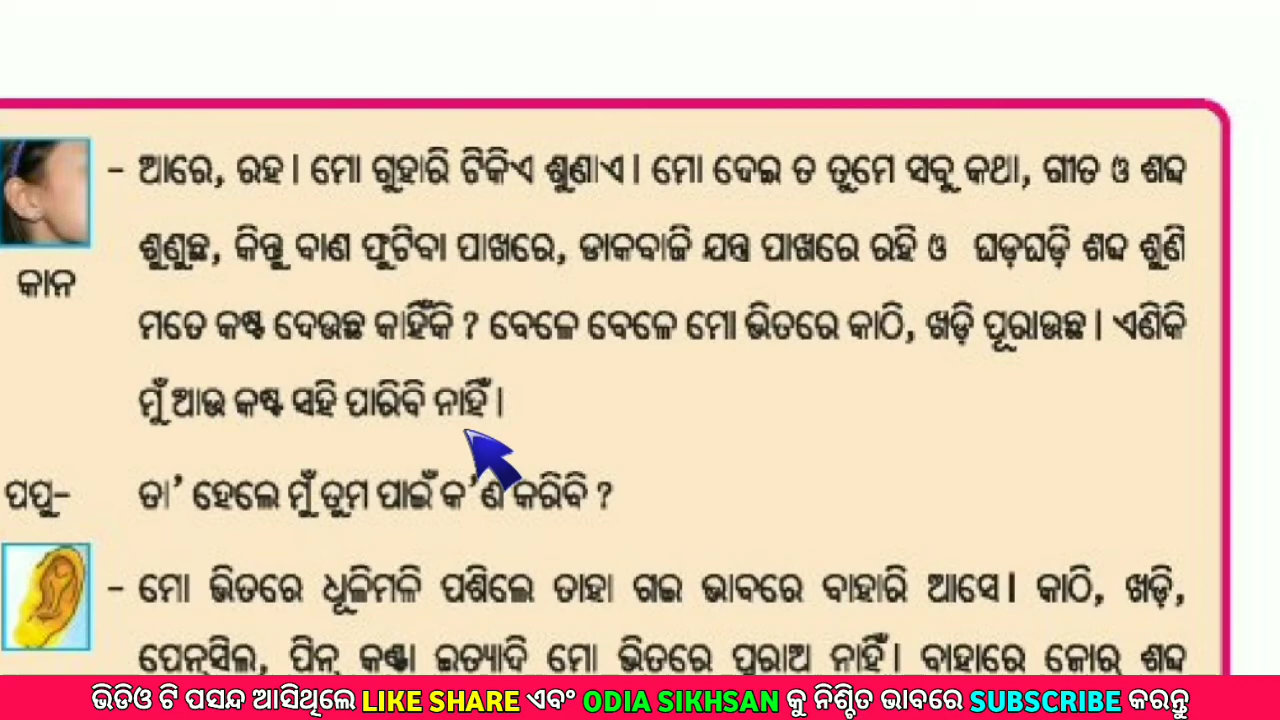 - ଆରେ, ରହ । ମୋ ଗୁହାରି ଟିକିଏ ଶୁଣାଏ । ମୋ ଦେଇ ତ ତୁମେ ସବୁ କଥା, ଗୀତ ଓ ଶବ୍ଦ
ଶୁଣୁଛ, କିନ୍ତୁ ବାଣ ଫୁଟିବା ପାଖରେ, ଡାକବାଜି ଯନ୍ତ୍ର ପାଖରେ ରହି ଓ ଘଡ଼ଘଡ଼ି ଶବ୍ଦ ଶୁଣି
କାନ
ମତେ କଷ୍ଟ ଦେଉଛ କାହିଁକି ? ବେଳେ ବେଳେ ମୋ ଭିତରେ କାଠି, ଖଡ଼ି ପୂରାଉଛ । ଏଣିକି
ମୁଁ ଆଉ କଷ୍ଟ ସହି ପାରିବି ନାହିଁ ।
ପପୁ- ତା' ହେଲେ ମୁଁ ତୁମ ପାଇଁ କ'ଣ କରିବି ?
- ମୋ ଭିତରେ ଧୂଳିମଳି ପଶିଲେ ତାହା ଗଇ ଭାବରେ ବାହାରି ଆସେ । କାଠି, ଖଡ଼ି,
ପେନ୍‌ସିଲ, ପିନ୍ କଣ୍ଟା ଇତ୍ୟାଦି ମୋ ଭିତରେ ପୂରାଅ ନାହିଁ । ବାହାରେ ଜୋର୍ ଶବ୍ଦ
ଭିଡିଓ ଟି ପସନ୍ଦ ଆସିଥିଲେ LIKE SHARE ଏବଂ ODIA SIKHSAN କୁ ନିଶ୍ଚିତ ଭାବରେ SUBSCRIBE କରନ୍ତୁ